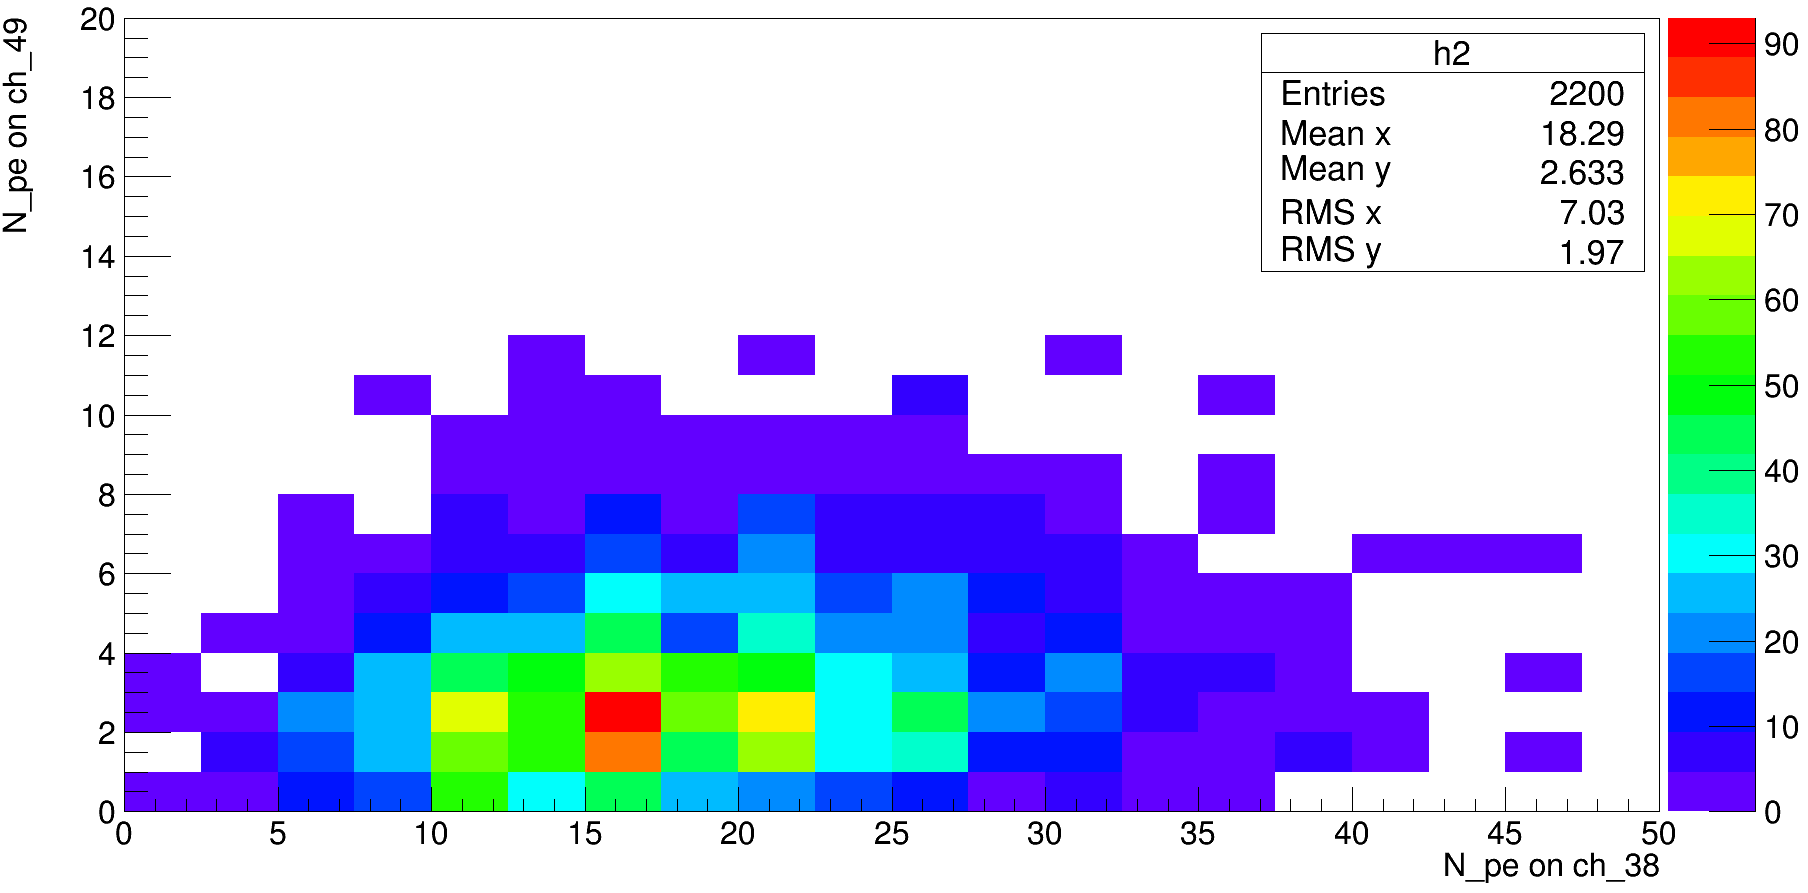 N_pe on ch_49
20
18
16
14
12
10
8
6
4
2
0
h2
Entries 2200
Mean x 18.29
Mean y 2.633
RMS x 7.03
RMS y 1.97
90
80
70
60
50
40
30
20
10
0
0 5 10 15 20 25 30 35 40 45 50
N_pe on ch_38